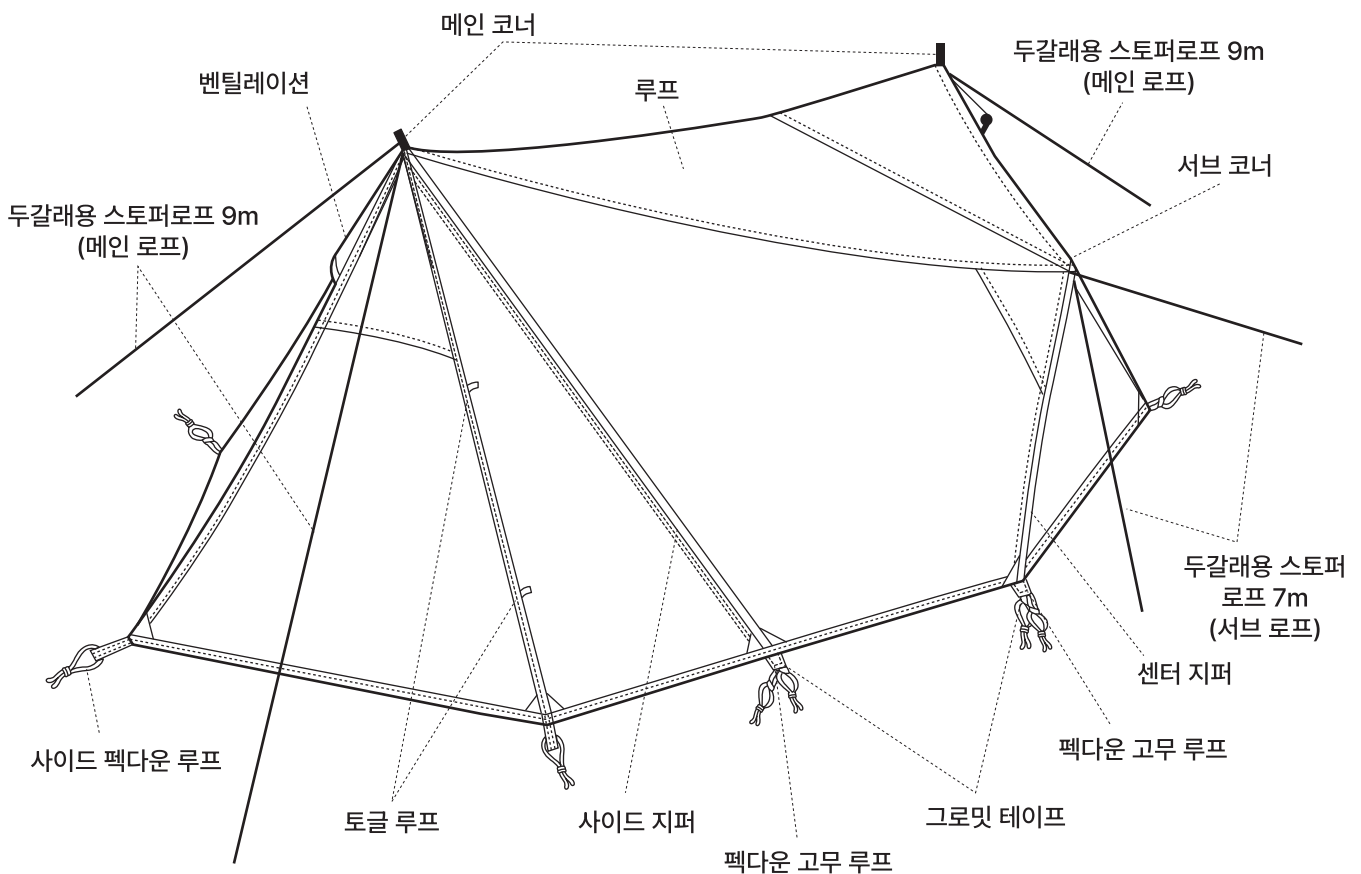 메인 코너
두갈래용 스토퍼로프 9m
(메인 로프)
벤틸레이션
루프
서브 코너
두갈래용 스토퍼로프 9m
(메인 로프)
두갈래용 스토퍼
로프 7m
(서브 로프)
센터 지퍼
펙다운 고무 루프
사이드 펙다운 루프
토글 루프
사이드 지퍼
그로밋 테이프
펙다운 고무 루프